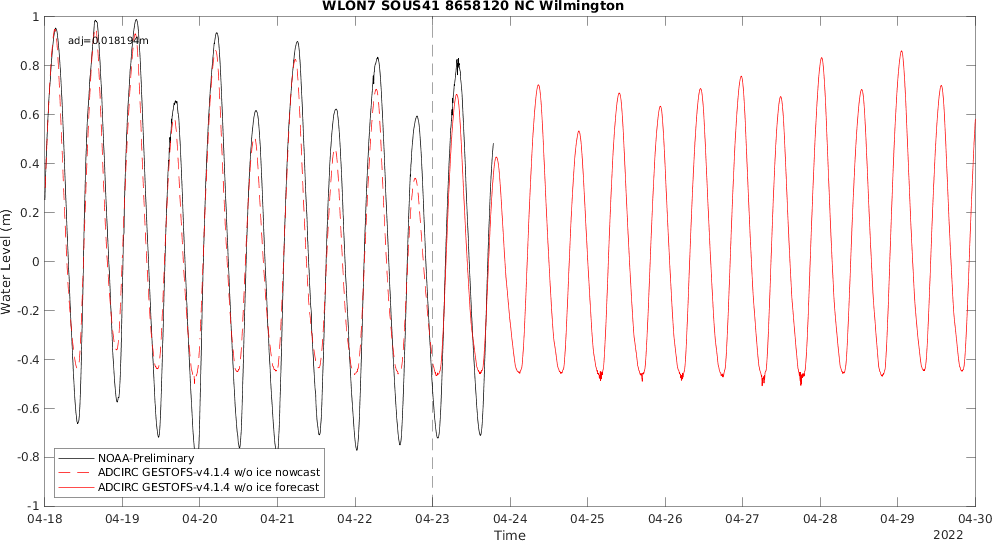 WLON7 SOUS41 8658120 NC Wilmington
adj=0.018194m
Water Level (m)
1
0.8
0.6
0.4
0.2
0
-0.2
-0.4
-0.6
-0.8
-1
NOAA-Preliminary
ADCIRC GESTOFS-v4.1.4 w/o ice nowcast
ADCIRC GESTOFS-v4.1.4 w/o ice forecast
04-18 04-19 04-20 04-21 04-22 04-23 04-24 04-25 04-26 04-27 04-28 04-29 04-30
Time
2022